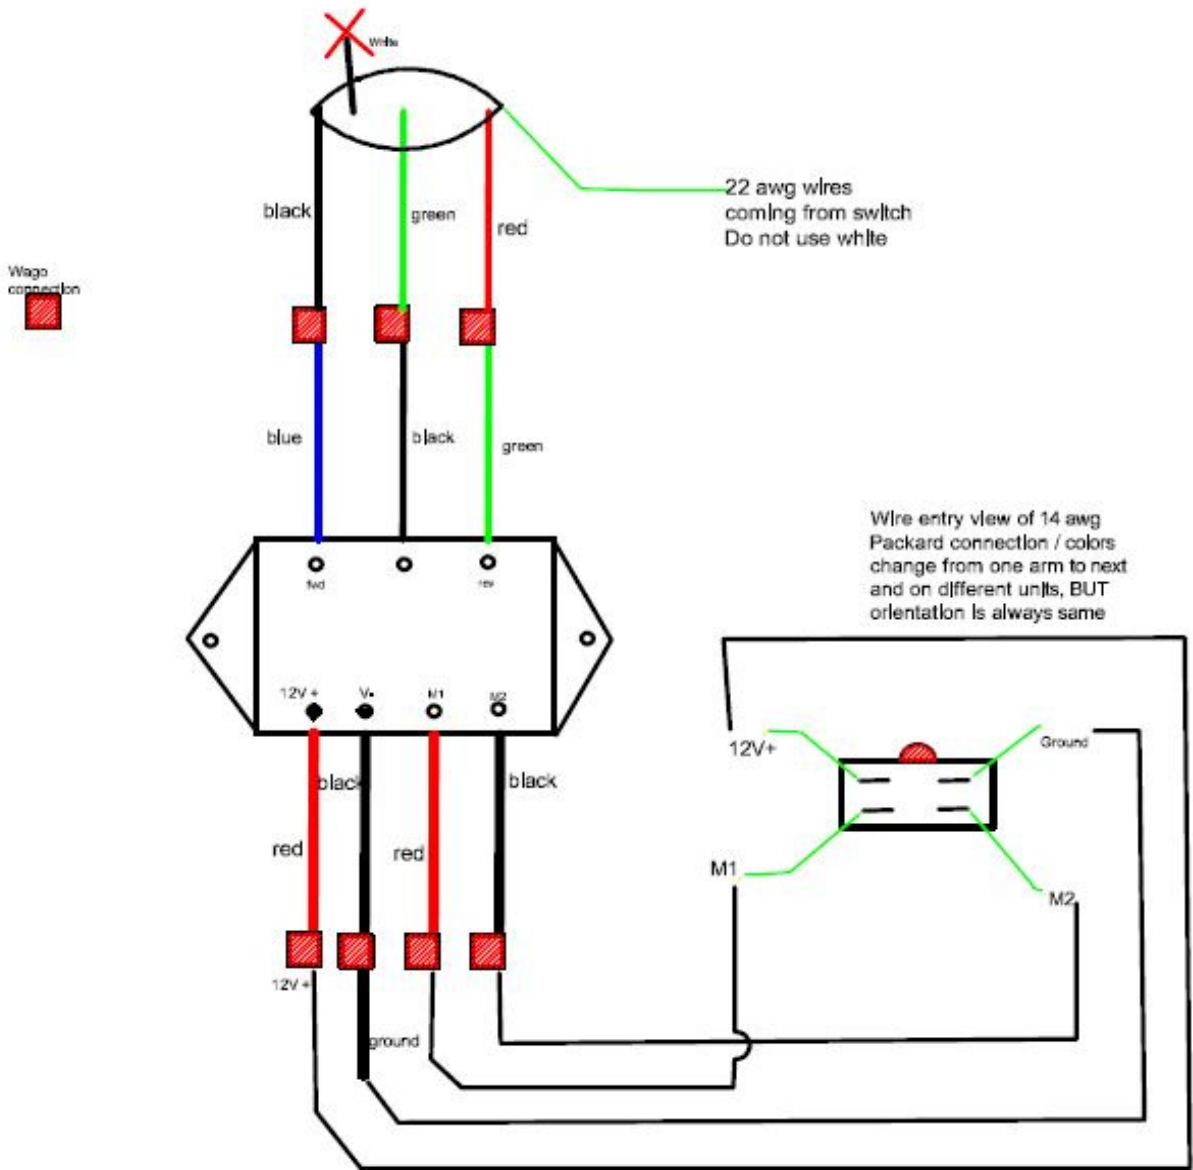 White
22 awg wires
coming from switch
Do not use white
black
green
red
Wago
connection
blue
black
green
Wire entry view of 14 awg
Packard connection / colors
change from one arm to next
and on different units, BUT
orientation is always same
fwd
rev
12V +
V-
M1
M2
12V+
Ground
black
black
red
red
M1
M2
12V +
ground